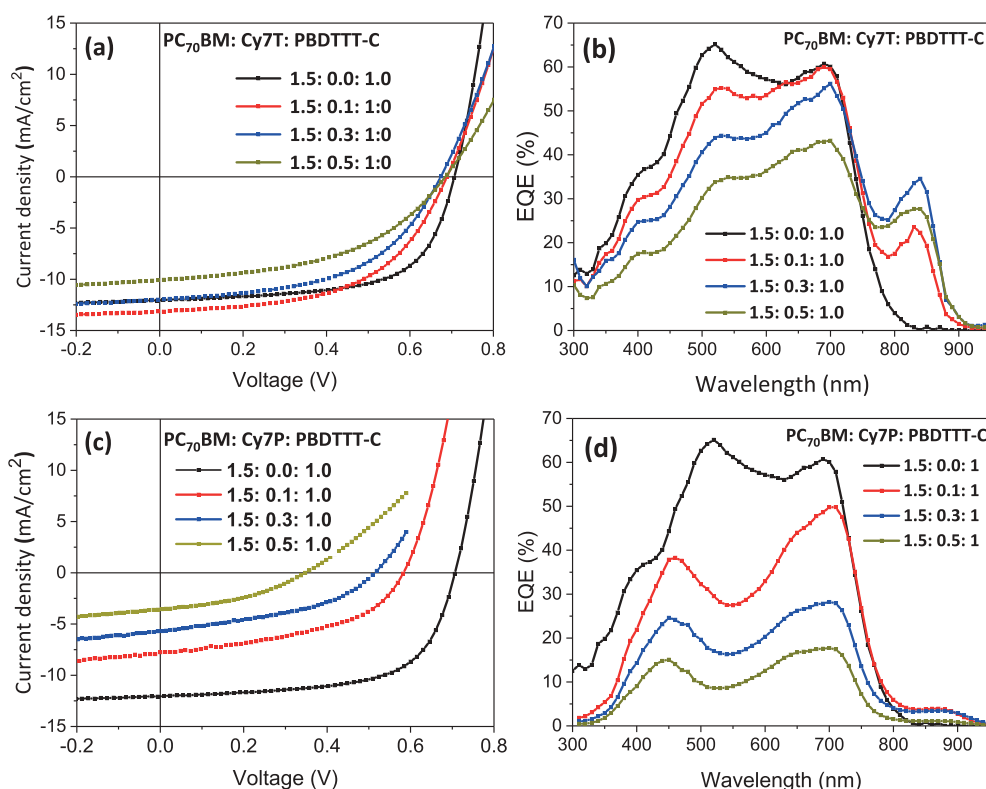 (a)
PC70BM: Cy7T: PBDTTT-C
1.5: 0.0: 1.0
1.5: 0.1: 1.0
1.5: 0.3: 1.0
1.5: 0.5: 1.0
Current density (mA/cm²)
15
10
5
0
-5
-10
-15
-0.2
0.0
0.2
0.4
0.6
0.8
Voltage (V)
(b)
PC70BM: Cy7T: PBDTTT-C
1.5: 0.0: 1.0
1.5: 0.1: 1.0
1.5: 0.3: 1.0
1.5: 0.5: 1.0
EQE (%)
70
60
50
40
30
20
10
0
300
400
500
600
700
800
900
Wavelength (nm)
(c)
PC70BM: Cy7P: PBDTTT-C
1.5: 0.0: 1.0
1.5: 0.1: 1.0
1.5: 0.3: 1.0
1.5: 0.5: 1.0
Current density (mA/cm²)
15
10
5
0
-5
-10
-15
-0.2
0.0
0.2
0.4
0.6
0.8
Voltage (V)
(d)
PC70BM: Cy7P: PBDTTT-C
1.5: 0.0: 1
1.5: 0.1: 1
1.5: 0.3: 1
1.5: 0.5: 1
EQE (%)
70
60
50
40
30
20
10
0
300
400
500
600
700
800
900
Wavelength (nm)